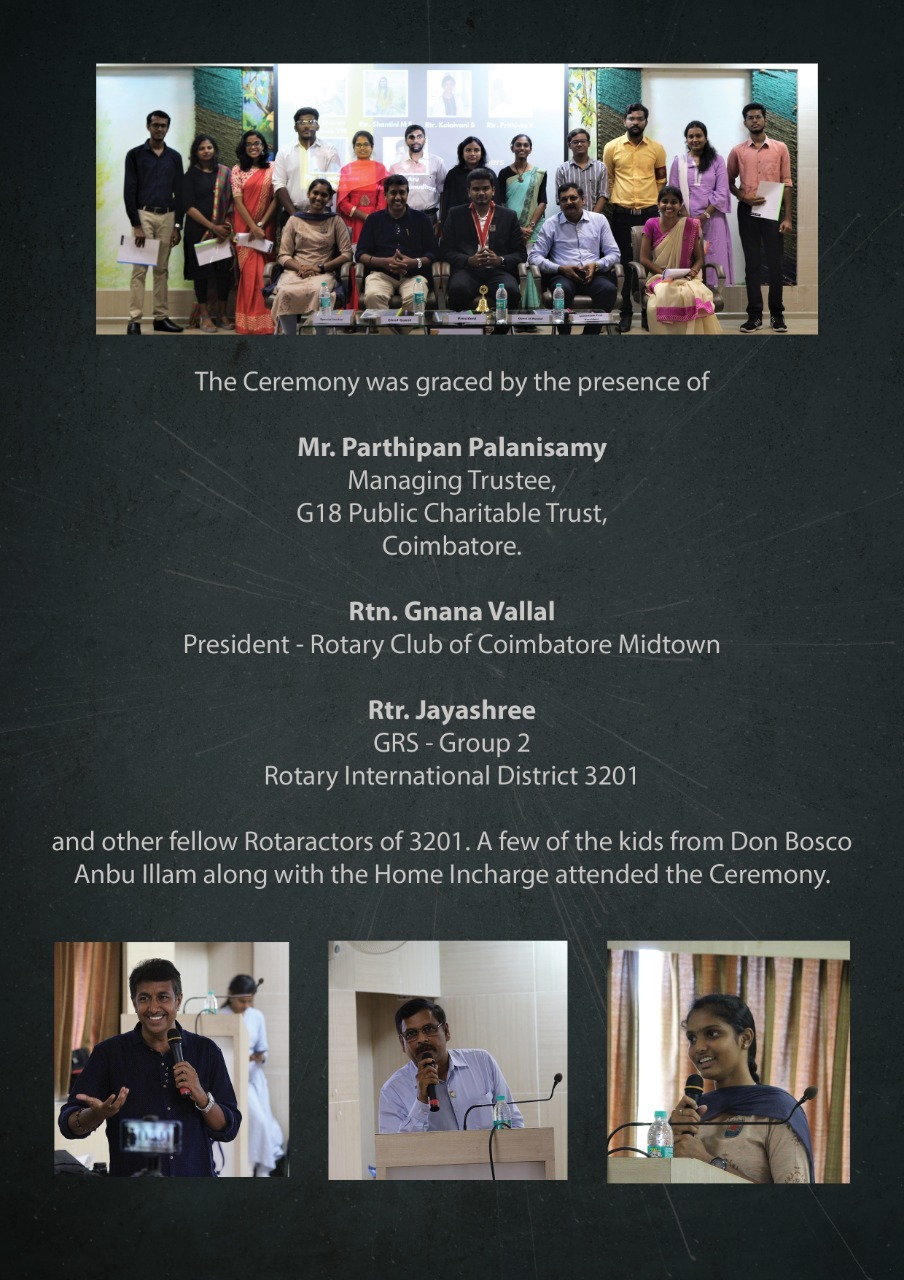 Rtr. Kalaivani B
The Ceremony was graced by the presence of
Mr. Parthipan Palanisamy
Managing Trustee,
G18 Public Charitable Trust,
Coimbatore.
Rtn. Gnana Vallal
President - Rotary Club of Coimbatore Midtown
Rtr. Jayashree
GRS - Group 2
Rotary International District 3201
and other fellow Rotaractors of 3201. A few of the kids from Don Bosco
Anbu Illam along with the Home Incharge attended the Ceremony.